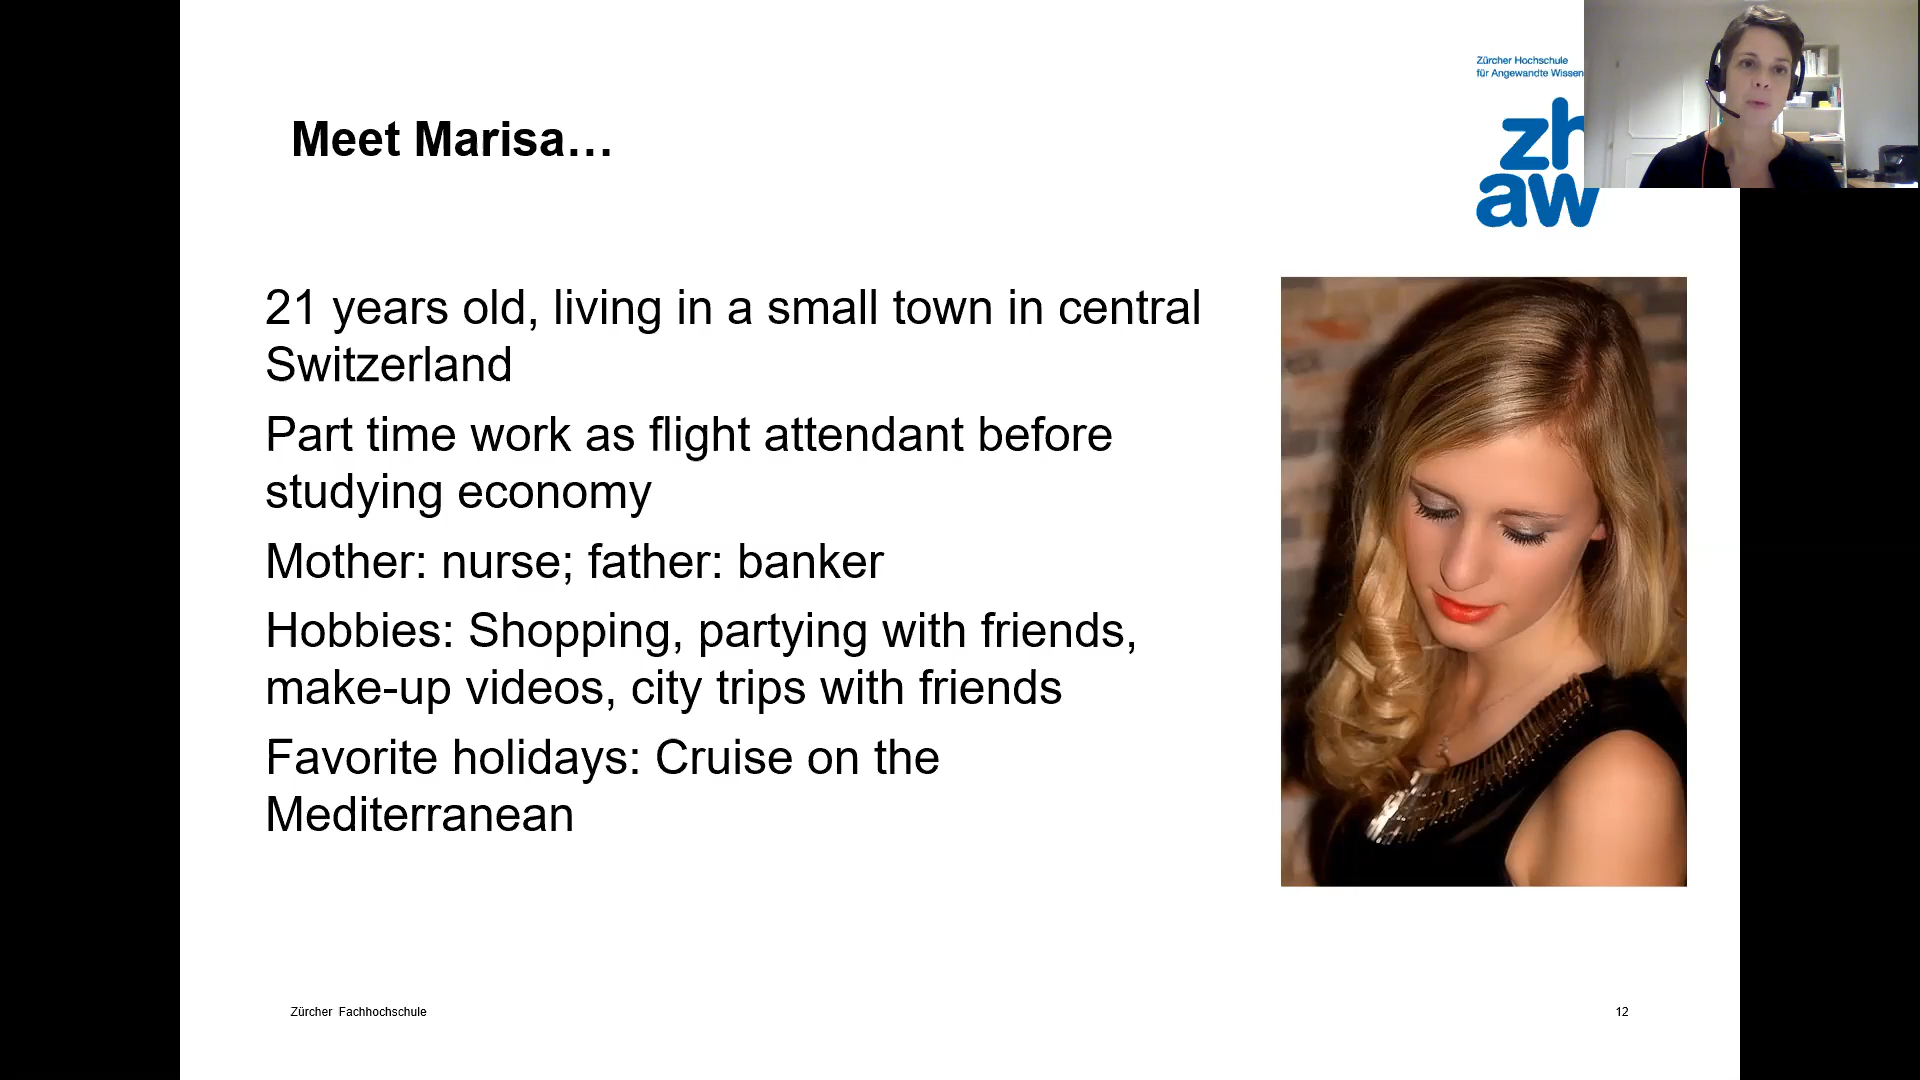 Zürcher Hochschule
für Angewandte Wissen
zh
aw
Meet Marisa…
21 years old, living in a small town in central
Switzerland
Part time work as flight attendant before
studying economy
Mother: nurse; father: banker
Hobbies: Shopping, partying with friends,
make-up videos, city trips with friends
Favorite holidays: Cruise on the
Mediterranean
Zürcher Fachhochschule
12